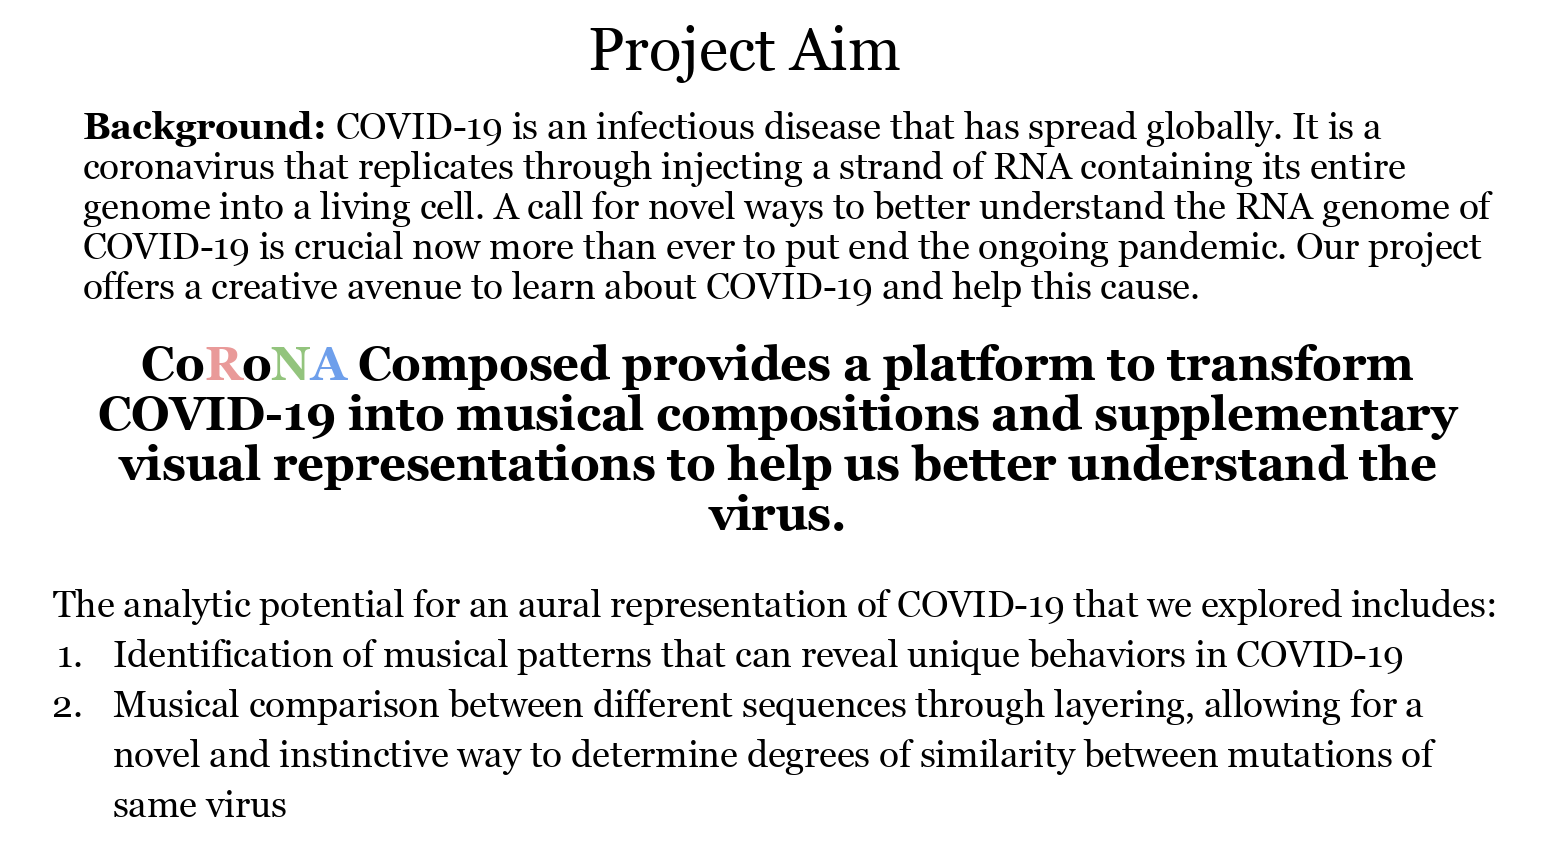 Project Aim
Background: COVID-19 is an infectious disease that has spread globally. It is a
coronavirus that replicates through injecting a strand of RNA containing its entire
genome into a living cell. A call for novel ways to better understand the RNA genome of
COVID-19 is crucial now more than ever to put end the ongoing pandemic. Our project
offers a creative avenue to learn about COVID-19 and help this cause.
CoRoNA Composed provides a platform to transform
COVID-19 into musical compositions and supplementary
visual representations to help us better understand the
virus.
The analytic potential for an aural representation of COVID-19 that we explored includes:
1. Identification of musical patterns that can reveal unique behaviors in COVID-19
2. Musical comparison between different sequences through layering, allowing for a
novel and instinctive way to determine degrees of similarity between mutations of
same virus